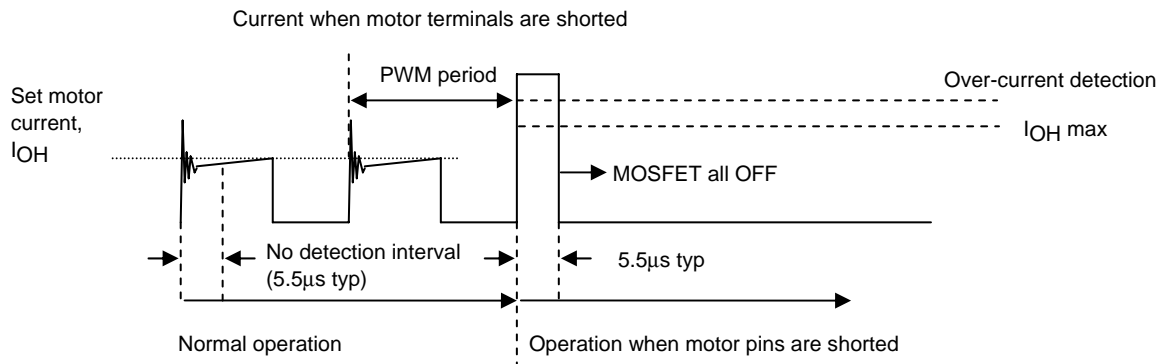 Current when motor terminals are shorted
PWM period
Over-current detection
Set motor
current,
IOH
IOH max
MOSFET all OFF
No detection interval
(5.5μs typ)
5.5μs typ
Normal operation
Operation when motor pins are shorted